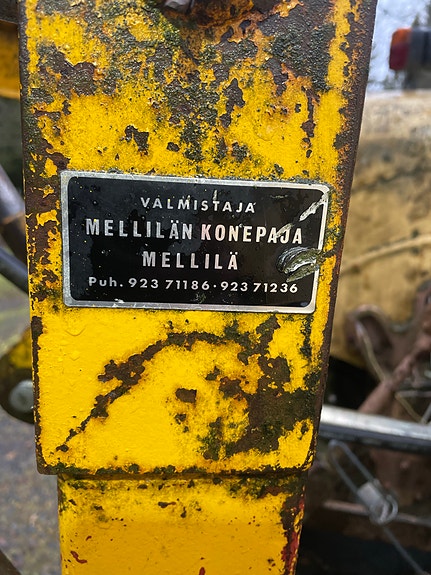 VALMISTAJA
MELLILÄN KONEPAJA
MELLILÄ
Puh. 923 71186 · 923 71236